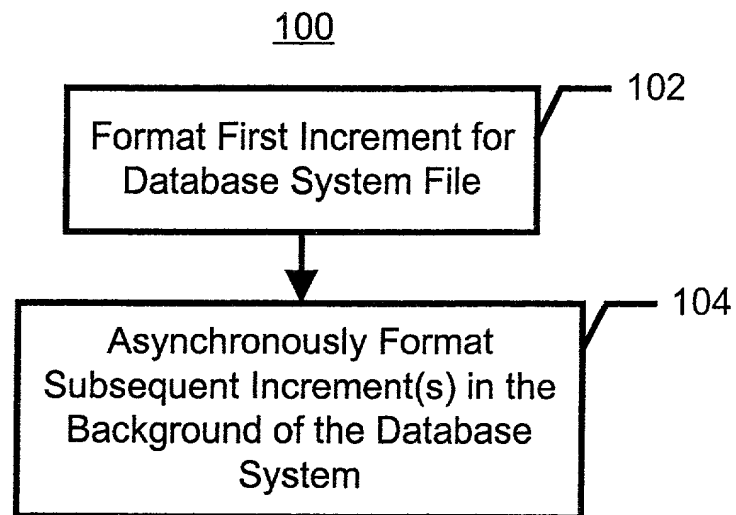 100
102
Format First Increment for
Database System File
104
Asynchronously Format
Subsequent Increment(s) in the
Background of the Database
System